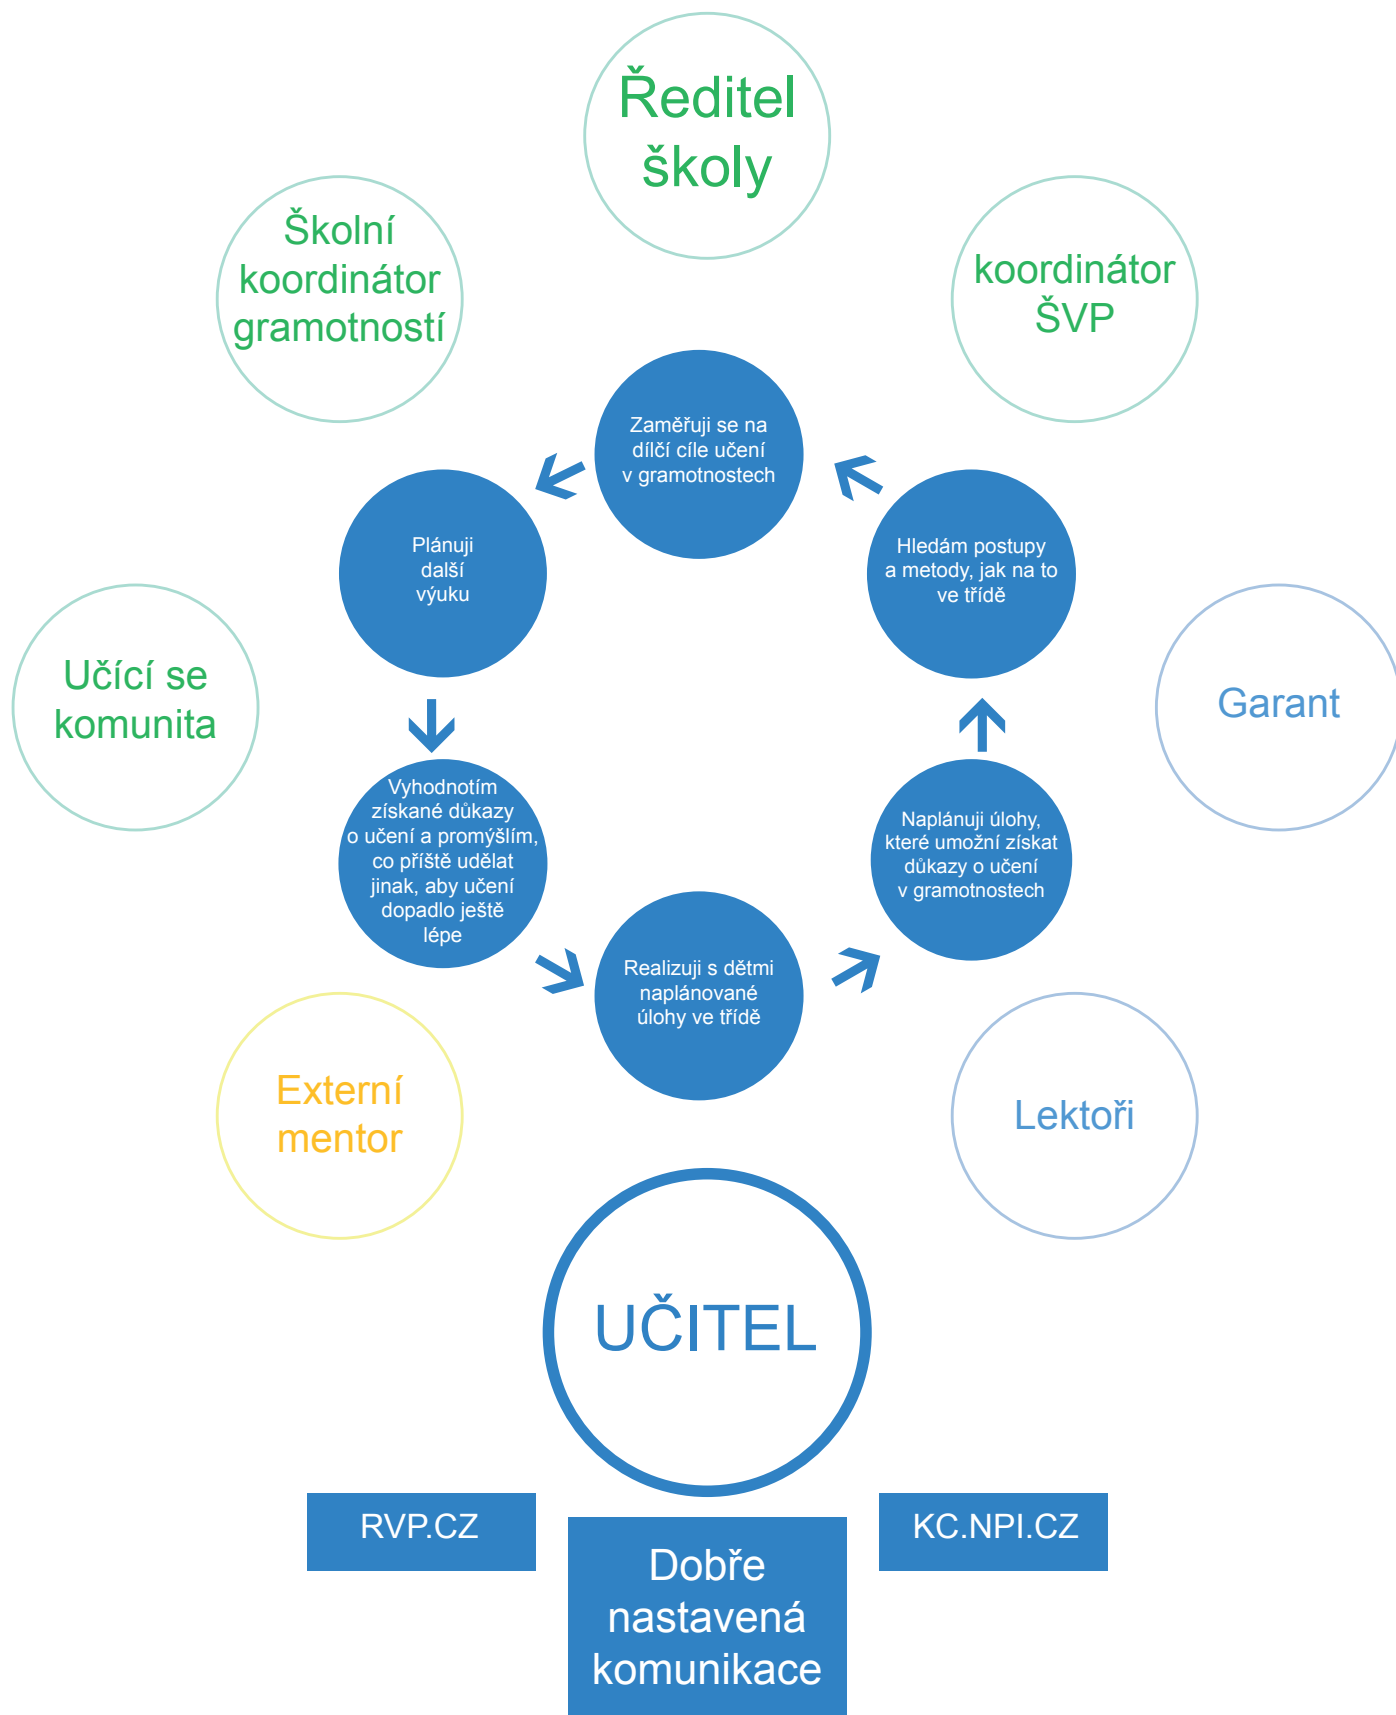 Ředitel
školy
Školní
koordinátor
gramotností
koordinátor
ŠVP
Zaměřuji se na
dílčí cíle učení
v gramotnostech
Plánuji
další
výuku
Hledám postupy
a metody, jak na to
ve třídě
Učící se
komunita
Garant
Vyhodnotím
získané důkazy
o učení a promýšlím,
co příště udělat
jinak, aby učení
dopadlo ještě
lépe
Naplánuji úlohy,
které umožní získat
důkazy o učení
v gramotnostech
Realizuji s dětmi
naplánované
úlohy ve třídě
Externí
mentor
Lektoři
UČITEL
RVP.CZ
KC.NPI.CZ
Dobře
nastavená
komunikace